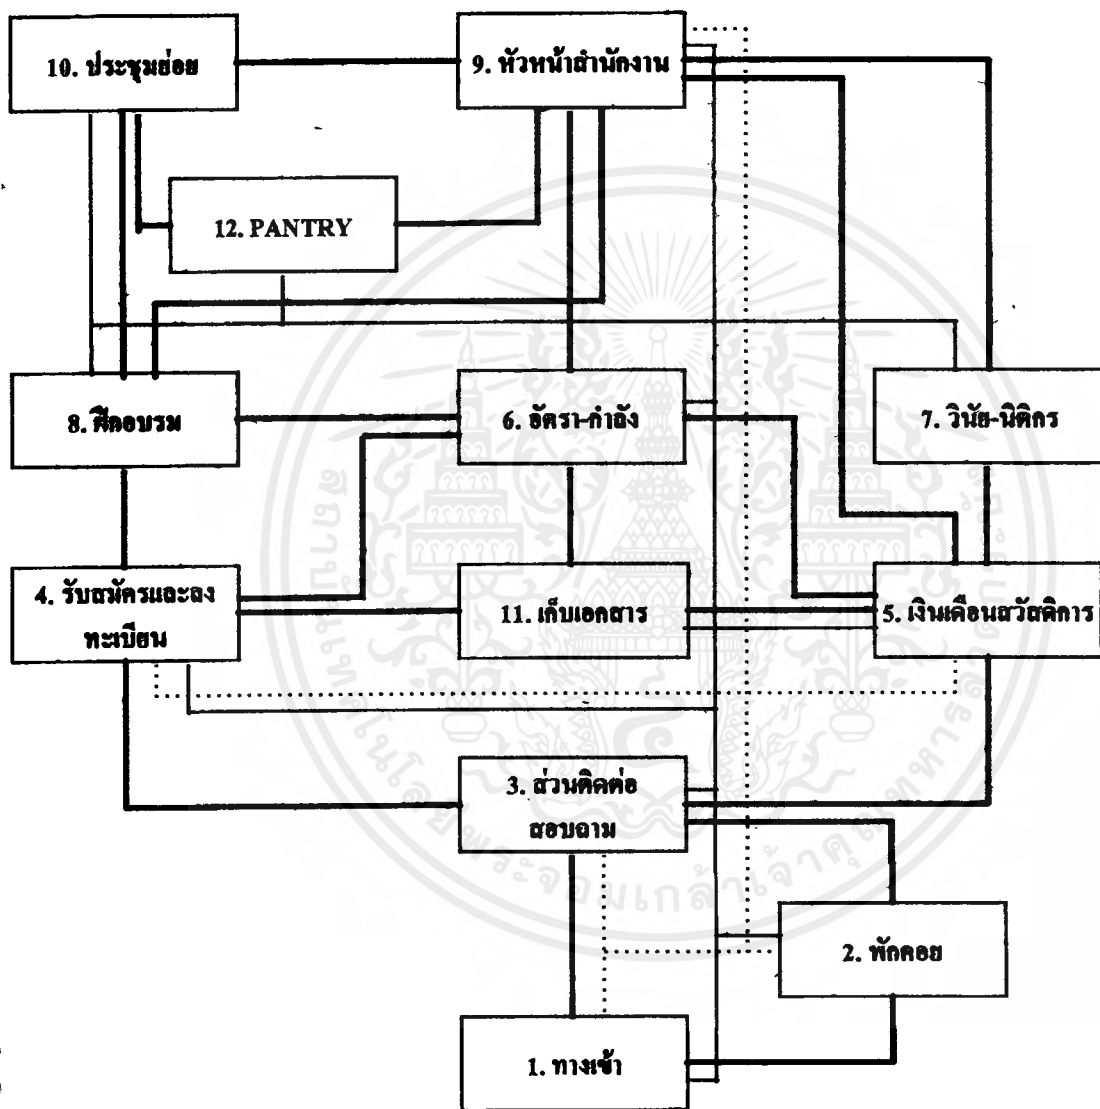 10. ประชุมย่อย
9. หัวหน้าสำนักงาน
12. PANTRY
8. ฝึกอบรม
6. อัตรา-กำลัง
7. วินัย-นิติกร
4. รับสมัครและลง
ทะเบียน
11. เก็บเอกสาร
5. เงินเดือนสวัสดิการ
3. ส่วนติดต่อ
สอบถาม
2. พักคอย
1. ทางเข้า